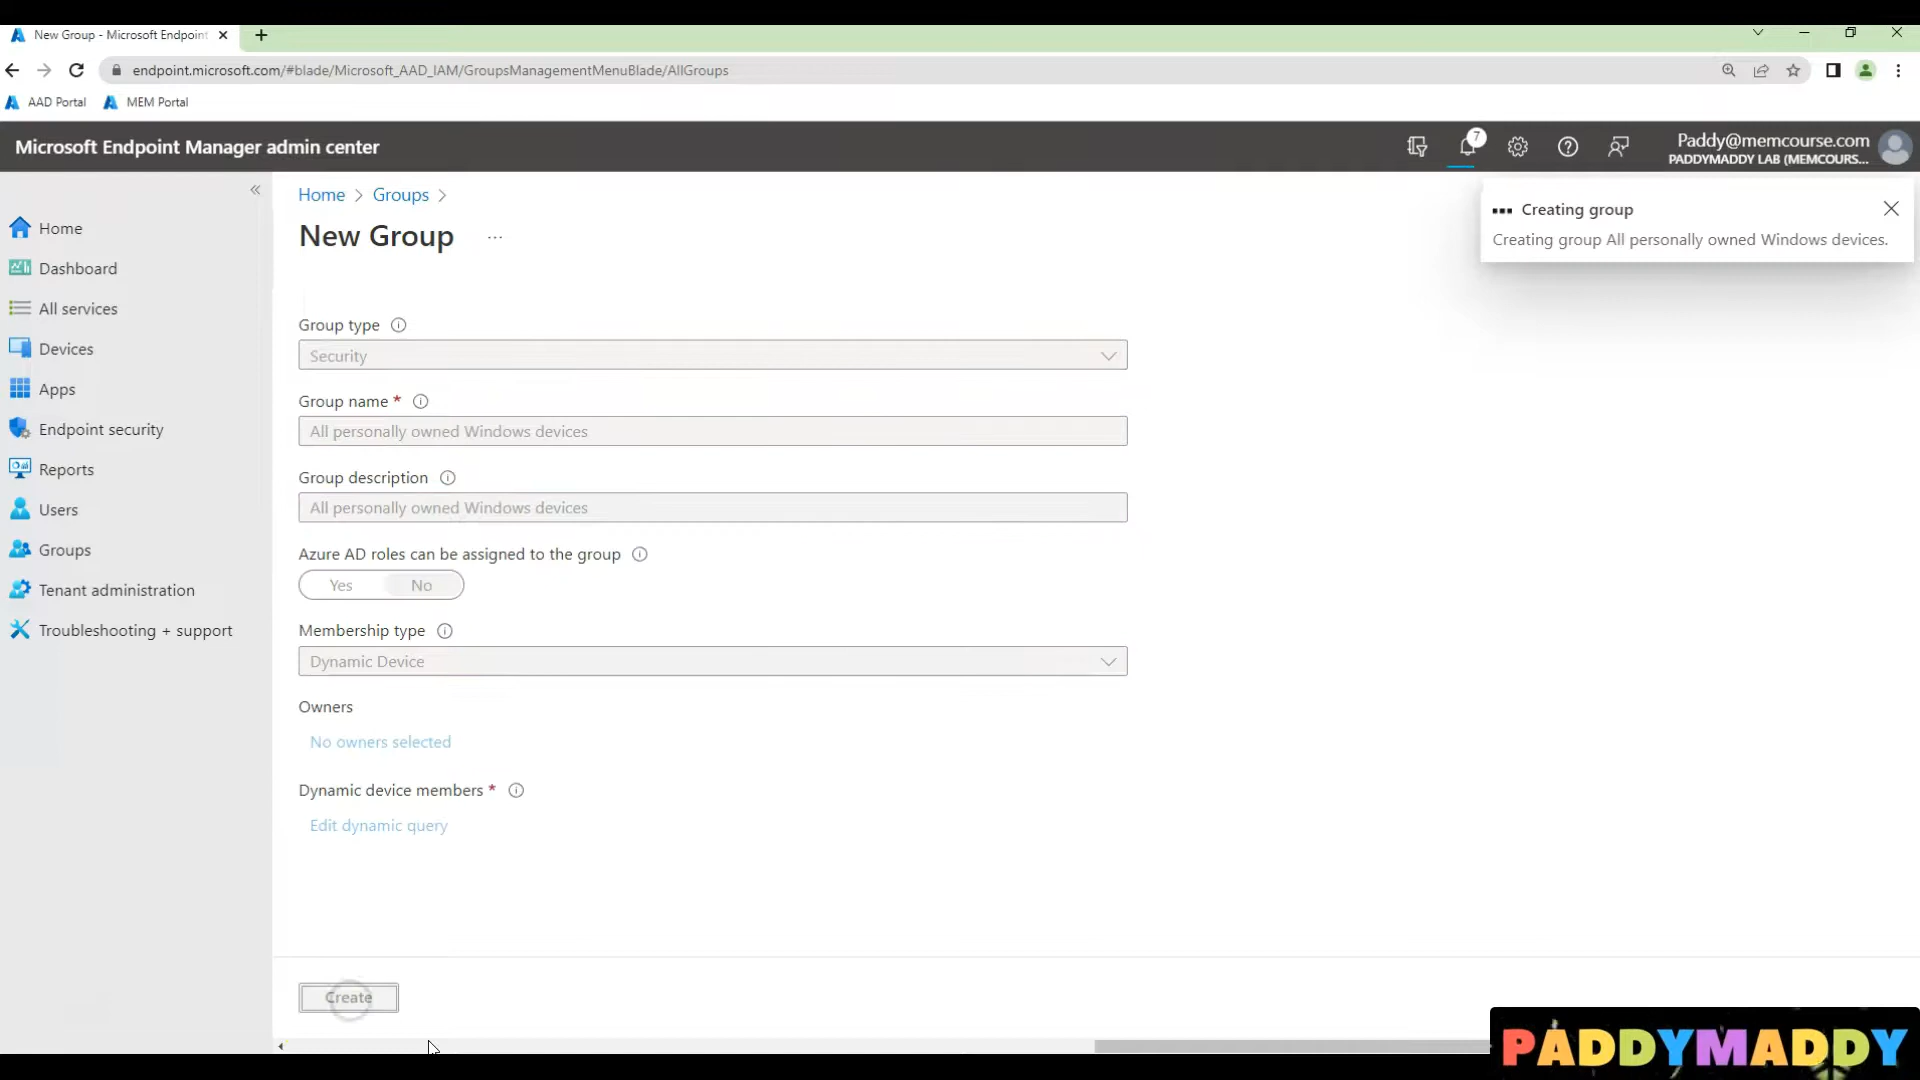 New Group - Microsoft Endpoint
endpoint.microsoft.com/#blade/Microsoft_AAD_IAM/GroupsManagementMenuBlade/AllGroups
AAD Portal
MEM Portal
Microsoft Endpoint Manager admin center
7
Paddy@memcourse.com
PADDYMADDY LAB (MEMCOURS...
Home
Dashboard
All services
Devices
Apps
Endpoint security
Reports
Users
Groups
Tenant administration
Troubleshooting + support
Home > Groups >
New Group ...
Creating group
Creating group All personally owned Windows devices.
Group type
Security
Group name *
All personally owned Windows devices
Group description
All personally owned Windows devices
Azure AD roles can be assigned to the group
Yes No
Membership type
Dynamic Device
Owners
No owners selected
Dynamic device members *
Edit dynamic query
Create
PADDYMADDY